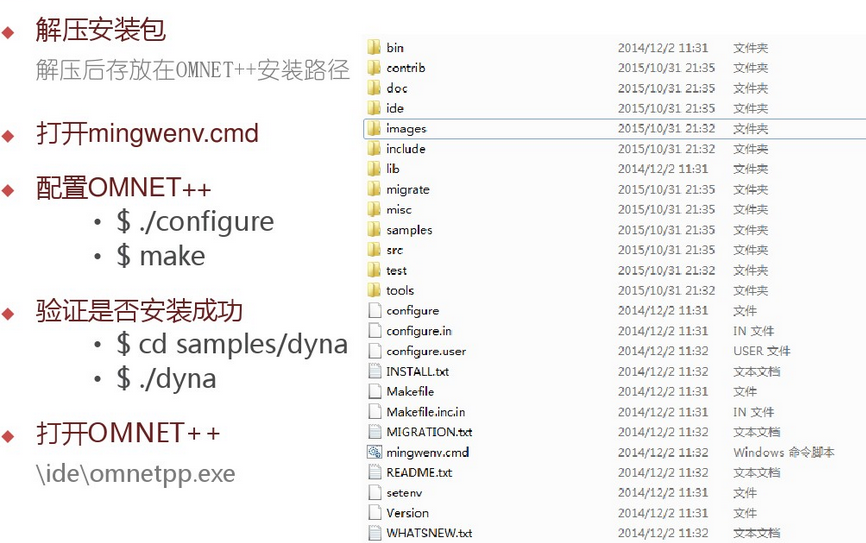 解压安装包
解压后存放在OMNET++安装路径
打开mingwenv.cmd
配置OMNET++
• $ ./configure
• $ make
验证是否安装成功
• $ cd samples/dyna
• $ ./dyna
打开OMNET++
\ide\omnetpp.exe
bin 2014/12/2 11:31 文件夹
contrib 2015/10/31 21:35 文件夹
doc 2015/10/31 21:35 文件夹
ide 2015/10/31 21:35 文件夹
images 2015/10/31 21:32 文件夹
include 2015/10/31 21:32 文件夹
lib 2014/12/2 11:31 文件夹
migrate 2015/10/31 21:35 文件夹
misc 2015/10/31 21:35 文件夹
samples 2015/10/31 21:35 文件夹
src 2015/10/31 21:35 文件夹
test 2015/10/31 21:32 文件夹
tools 2015/10/31 21:32 文件夹
configure 2014/12/2 11:31 文件
configure.in 2014/12/2 11:31 IN 文件
configure.user 2014/12/2 11:32 USER 文件
INSTALL.txt 2014/12/2 11:32 文本文档
Makefile 2014/12/2 11:31 文件
Makefile.inc.in 2014/12/2 11:31 IN 文件
MIGRATION.txt 2014/12/2 11:32 文本文档
mingwenv.cmd 2014/12/2 11:32 Windows 命令脚本
README.txt 2014/12/2 11:32 文本文档
setenv 2014/12/2 11:31 文件
Version 2014/12/2 11:31 文件
WHATSNEW.txt 2014/12/2 11:32 文本文档